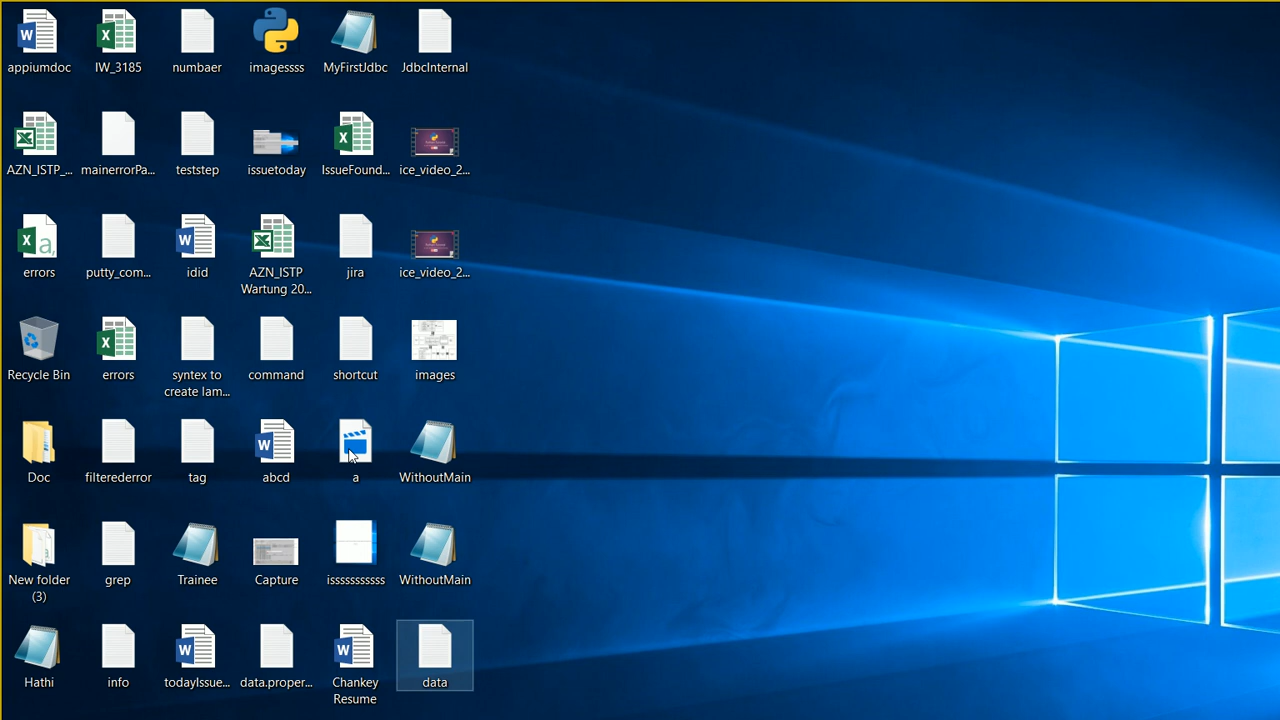 appiumdoc
IW_3185
numbaer
imagessss
MyFirstJdbc
JdbcInternal
AZN_ISTP_...
mainerrorPa...
teststep
issuetoday
IssueFound...
ice_video_2...
errors
putty_com...
idid
AZN_ISTP
Wartung 20...
jira
ice_video_2...
Recycle Bin
errors
syntex to
create lam...
command
shortcut
images
Doc
filterederror
tag
abcd
a
WithoutMain
New folder
(3)
grep
Trainee
Capture
isssssssssss
WithoutMain
Hathi
info
todayIssue...
data.proper...
Chankey
Resume
data